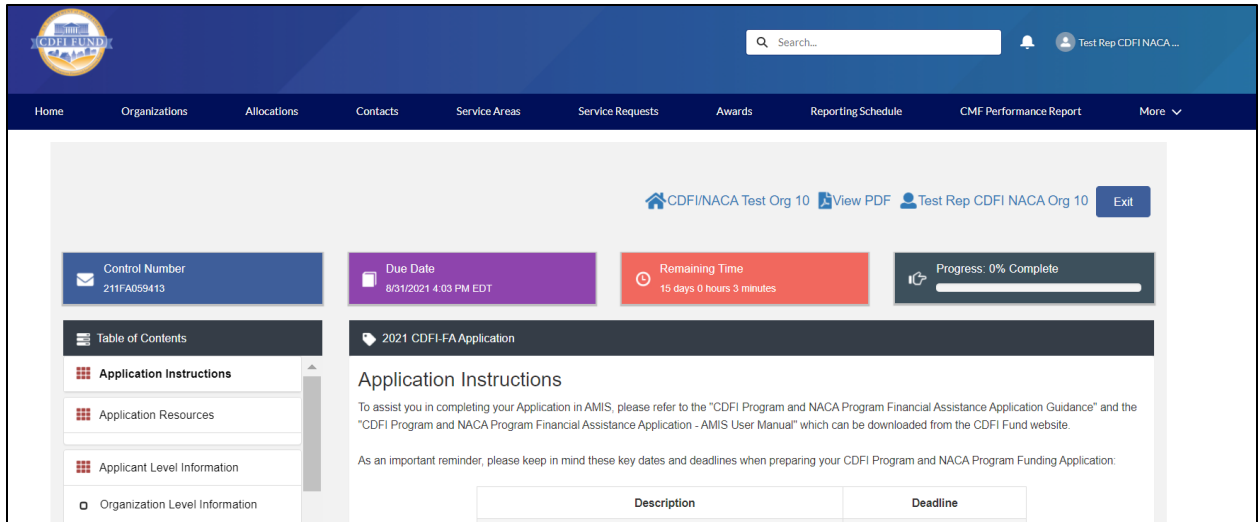 CDFI FUND
Search...
Test Rep CDFI NACA ...
Home Organizations Allocations Contacts Service Areas Service Requests Awards Reporting Schedule CMF Performance Report More
CDFI/NACA Test Org 10 View PDF Test Rep CDFI NACA Org 10 Exit
Control Number
211FA059413
Due Date
8/31/2021 4:03 PM EDT
Remaining Time
15 days 0 hours 3 minutes
Progress: 0% Complete
Table of Contents
Application Instructions
Application Resources
Applicant Level Information
Organization Level Information
2021 CDFI-FA Application
Application Instructions
To assist you in completing your Application in AMIS, please refer to the "CDFI Program and NACA Program Financial Assistance Application Guidance" and the
"CDFI Program and NACA Program Financial Assistance Application - AMIS User Manual" which can be downloaded from the CDFI Fund website.
As an important reminder, please keep in mind these key dates and deadlines when preparing your CDFI Program and NACA Program Funding Application:
Description Deadline